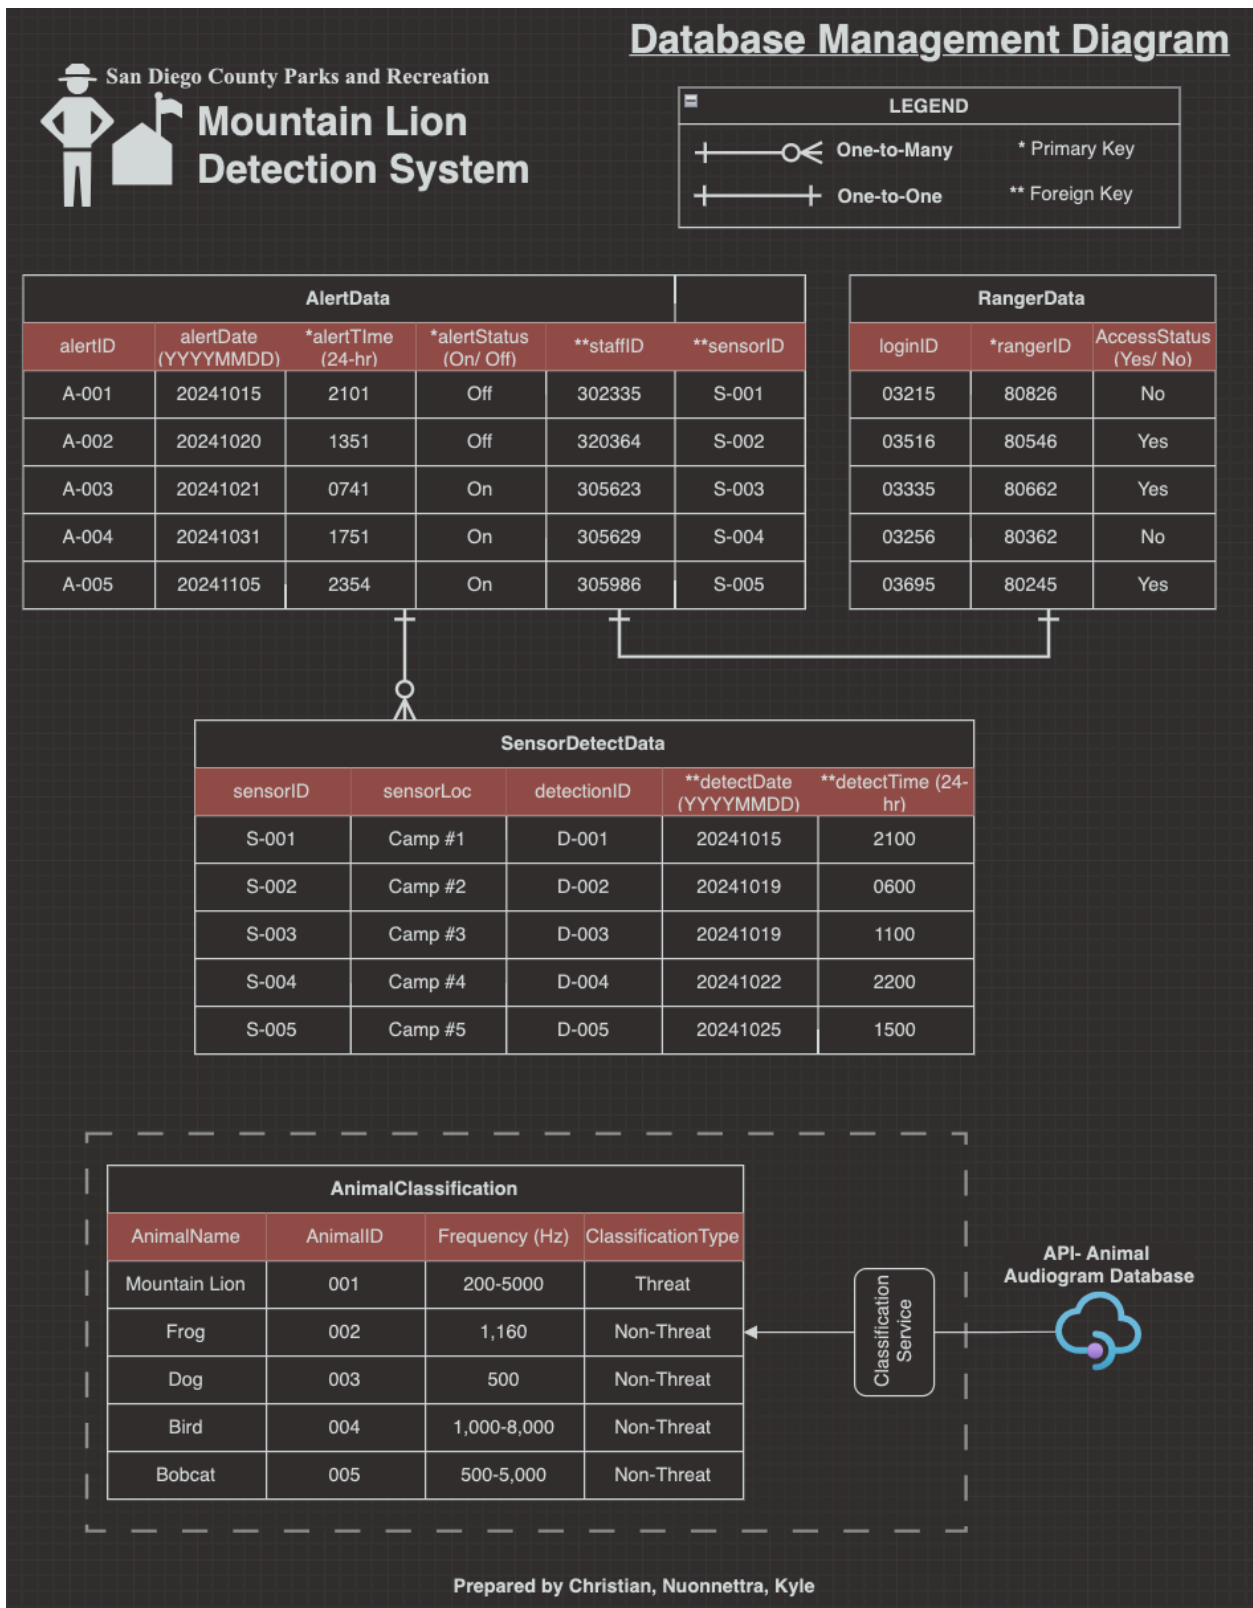 Database Management Diagram
San Diego County Parks and Recreation
Mountain Lion
Detection System
LEGEND
One-to-Many * Primary Key
One-to-One ** Foreign Key
AlertData
alertID alertDate (YYYYMMDD) *alertTIme (24-hr) *alertStatus (On/ Off) **staffID **sensorID
A-001 20241015 2101 Off 302335 S-001
A-002 20241020 1351 Off 320364 S-002
A-003 20241021 0741 On 305623 S-003
A-004 20241031 1751 On 305629 S-004
A-005 20241105 2354 On 305986 S-005
RangerData
loginID *rangerID AccessStatus (Yes/ No)
03215 80826 No
03516 80546 Yes
03335 80662 Yes
03256 80362 No
03695 80245 Yes
SensorDetectData
sensorID sensorLoc detectionID **detectDate (YYYYMMDD) **detectTime (24-hr)
S-001 Camp #1 D-001 20241015 2100
S-002 Camp #2 D-002 20241019 0600
S-003 Camp #3 D-003 20241019 1100
S-004 Camp #4 D-004 20241022 2200
S-005 Camp #5 D-005 20241025 1500
AnimalClassification
AnimalName AnimalID Frequency (Hz) ClassificationType
Mountain Lion 001 200-5000 Threat
Frog 002 1,160 Non-Threat
Dog 003 500 Non-Threat
Bird 004 1,000-8,000 Non-Threat
Bobcat 005 500-5,000 Non-Threat
Classification
Service
API- Animal
Audiogram Database
Prepared by Christian, Nuonnettra, Kyle